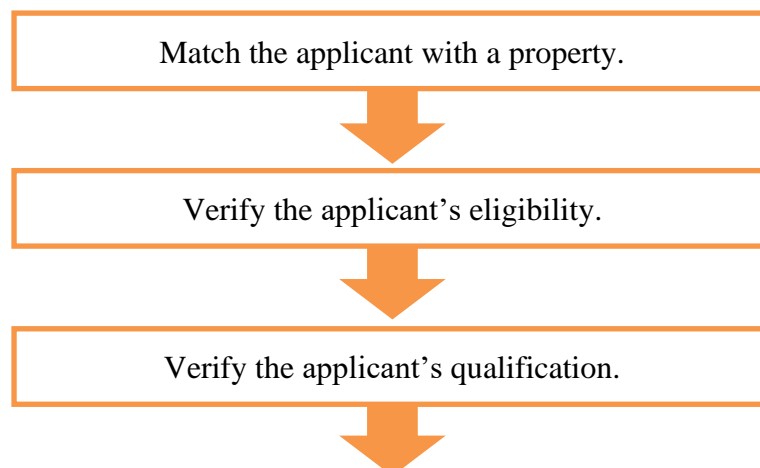 Match the applicant with a property.
Verify the applicant’s eligibility.
Verify the applicant’s qualification.